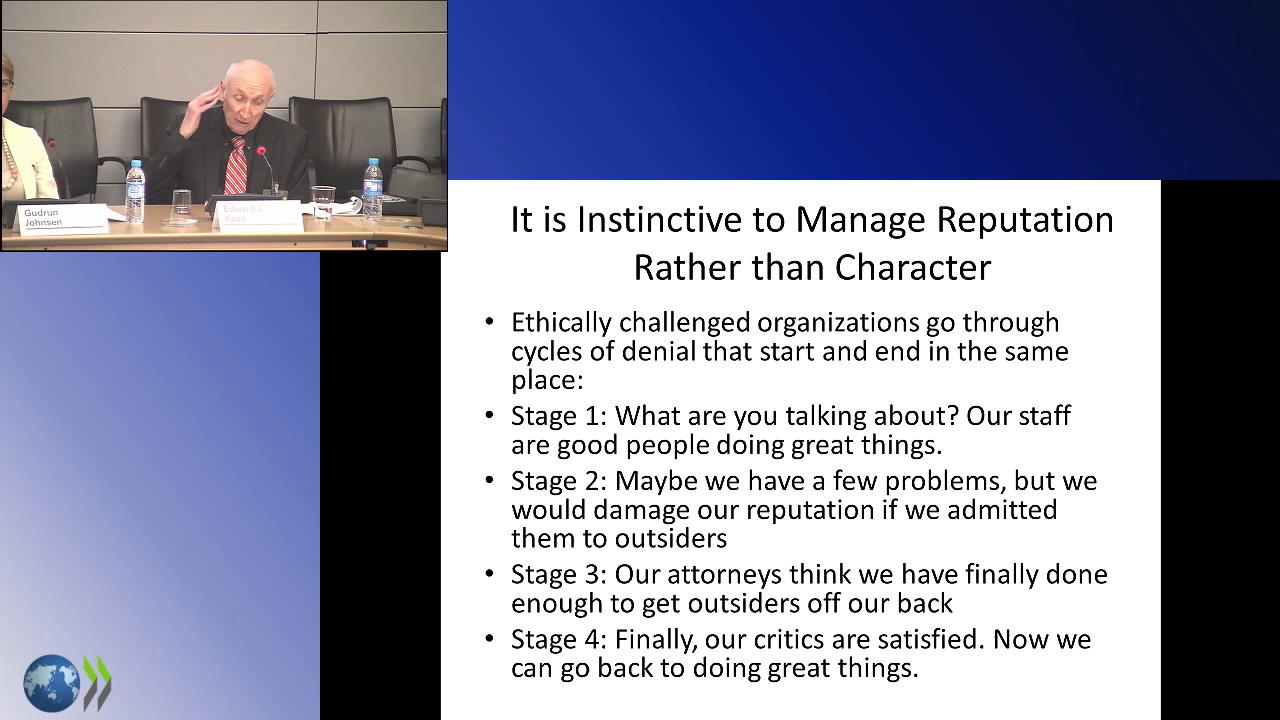 Gudrun
Johnsen
Edward J.
Kane
It is Instinctive to Manage Reputation
Rather than Character
• Ethically challenged organizations go through
cycles of denial that start and end in the same
place:
• Stage 1: What are you talking about? Our staff
are good people doing great things.
• Stage 2: Maybe we have a few problems, but we
would damage our reputation if we admitted
them to outsiders
• Stage 3: Our attorneys think we have finally done
enough to get outsiders off our back
• Stage 4: Finally, our critics are satisfied. Now we
can go back to doing great things.